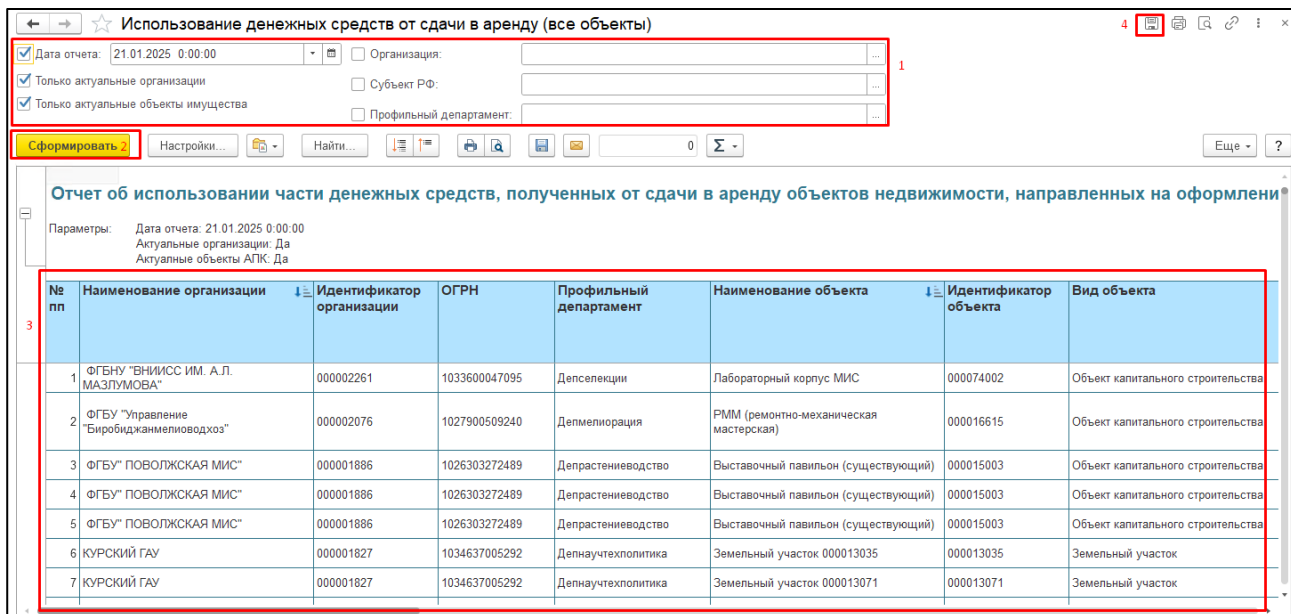 Использование денежных средств от сдачи в аренду (все объекты)
4
Дата отчета: 21.01.2025 0:00:00
Организация:
1
Только актуальные организации
Субъект РФ:
Только актуальные объекты имущества
Профильный департамент:
Сформировать 2 Настройки... Найти... 0 Σ Еще ?
Отчет об использовании части денежных средств, полученных от сдачи в аренду объектов недвижимости, направленных на оформлени
Параметры: Дата отчета: 21.01.2025 0:00:00
Актуальные организации: Да
Актуалные объекты АПК: Да
3
№ пп Наименование организации Идентификатор организации ОГРН Профильный департамент Наименование объекта Идентификатор объекта Вид объекта
1 ФГБНУ "ВНИИСС ИМ. А.Л. МАЗЛУМОВА" 000002261 1033600047095 Депселекции Лабораторный корпус МИС 000074002 Объект капитального строительства
2 ФГБУ "Управление "Биробиджанмелиоводхоз" 000002076 1027900509240 Депмелиорация РММ (ремонтно-механическая мастерская) 000016615 Объект капитального строительства
3 ФГБУ" ПОВОЛЖСКАЯ МИС" 000001886 1026303272489 Депрастениеводство Выставочный павильон (существующий) 000015003 Объект капитального строительства
4 ФГБУ" ПОВОЛЖСКАЯ МИС" 000001886 1026303272489 Депрастениеводство Выставочный павильон (существующий) 000015003 Объект капитального строительства
5 ФГБУ" ПОВОЛЖСКАЯ МИС" 000001886 1026303272489 Депрастениеводство Выставочный павильон (существующий) 000015003 Объект капитального строительства
6 КУРСКИЙ ГАУ 000001827 1034637005292 Депнаучтехполитика Земельный участок 000013035 000013035 Земельный участок
7 КУРСКИЙ ГАУ 000001827 1034637005292 Депнаучтехполитика Земельный участок 000013071 000013071 Земельный участок